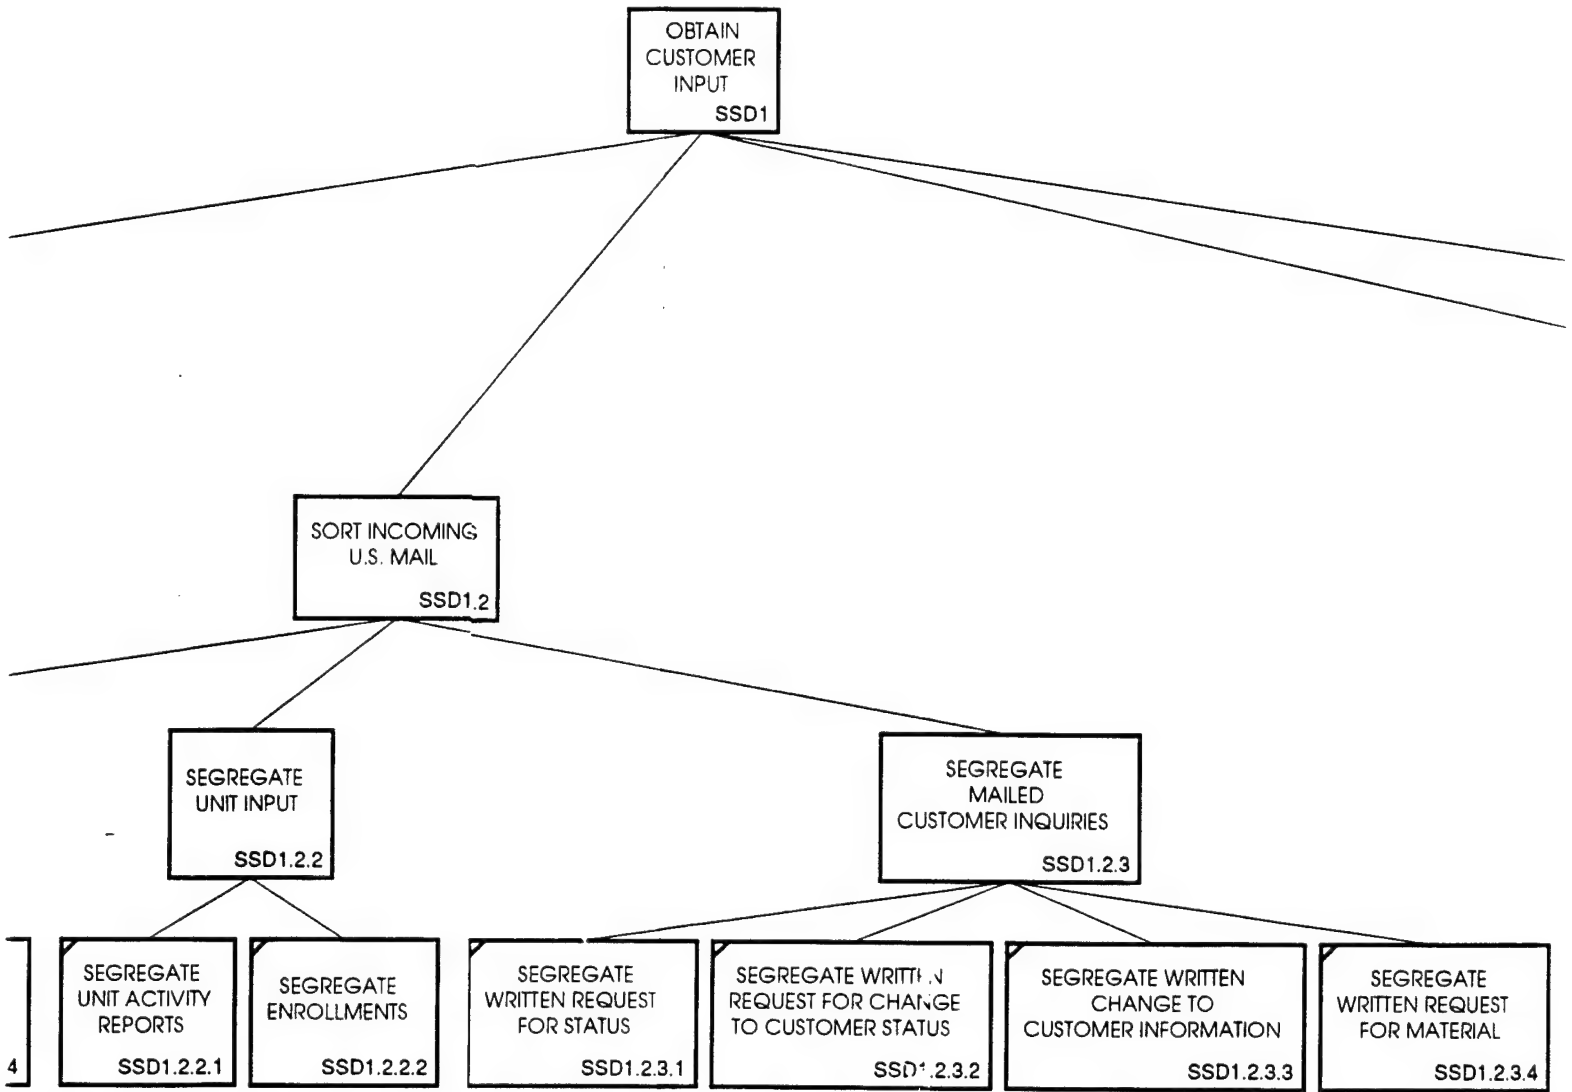 OBTAIN
CUSTOMER
INPUT
SSD1
SORT INCOMING
U.S. MAIL
SSD1.2
SEGREGATE
UNIT INPUT
SSD1.2.2
SEGREGATE
MAILED
CUSTOMER INQUIRIES
SSD1.2.3
4
SEGREGATE
UNIT ACTIVITY
REPORTS
SSD1.2.2.1
SEGREGATE
ENROLLMENTS
SSD1.2.2.2
SEGREGATE
WRITTEN REQUEST
FOR STATUS
SSD1.2.3.1
SEGREGATE WRITTEN
REQUEST FOR CHANGE
TO CUSTOMER STATUS
SSD1.2.3.2
SEGREGATE WRITTEN
CHANGE TO
CUSTOMER INFORMATION
SSD1.2.3.3
SEGREGATE
WRITTEN REQUEST
FOR MATERIAL
SSD1.2.3.4